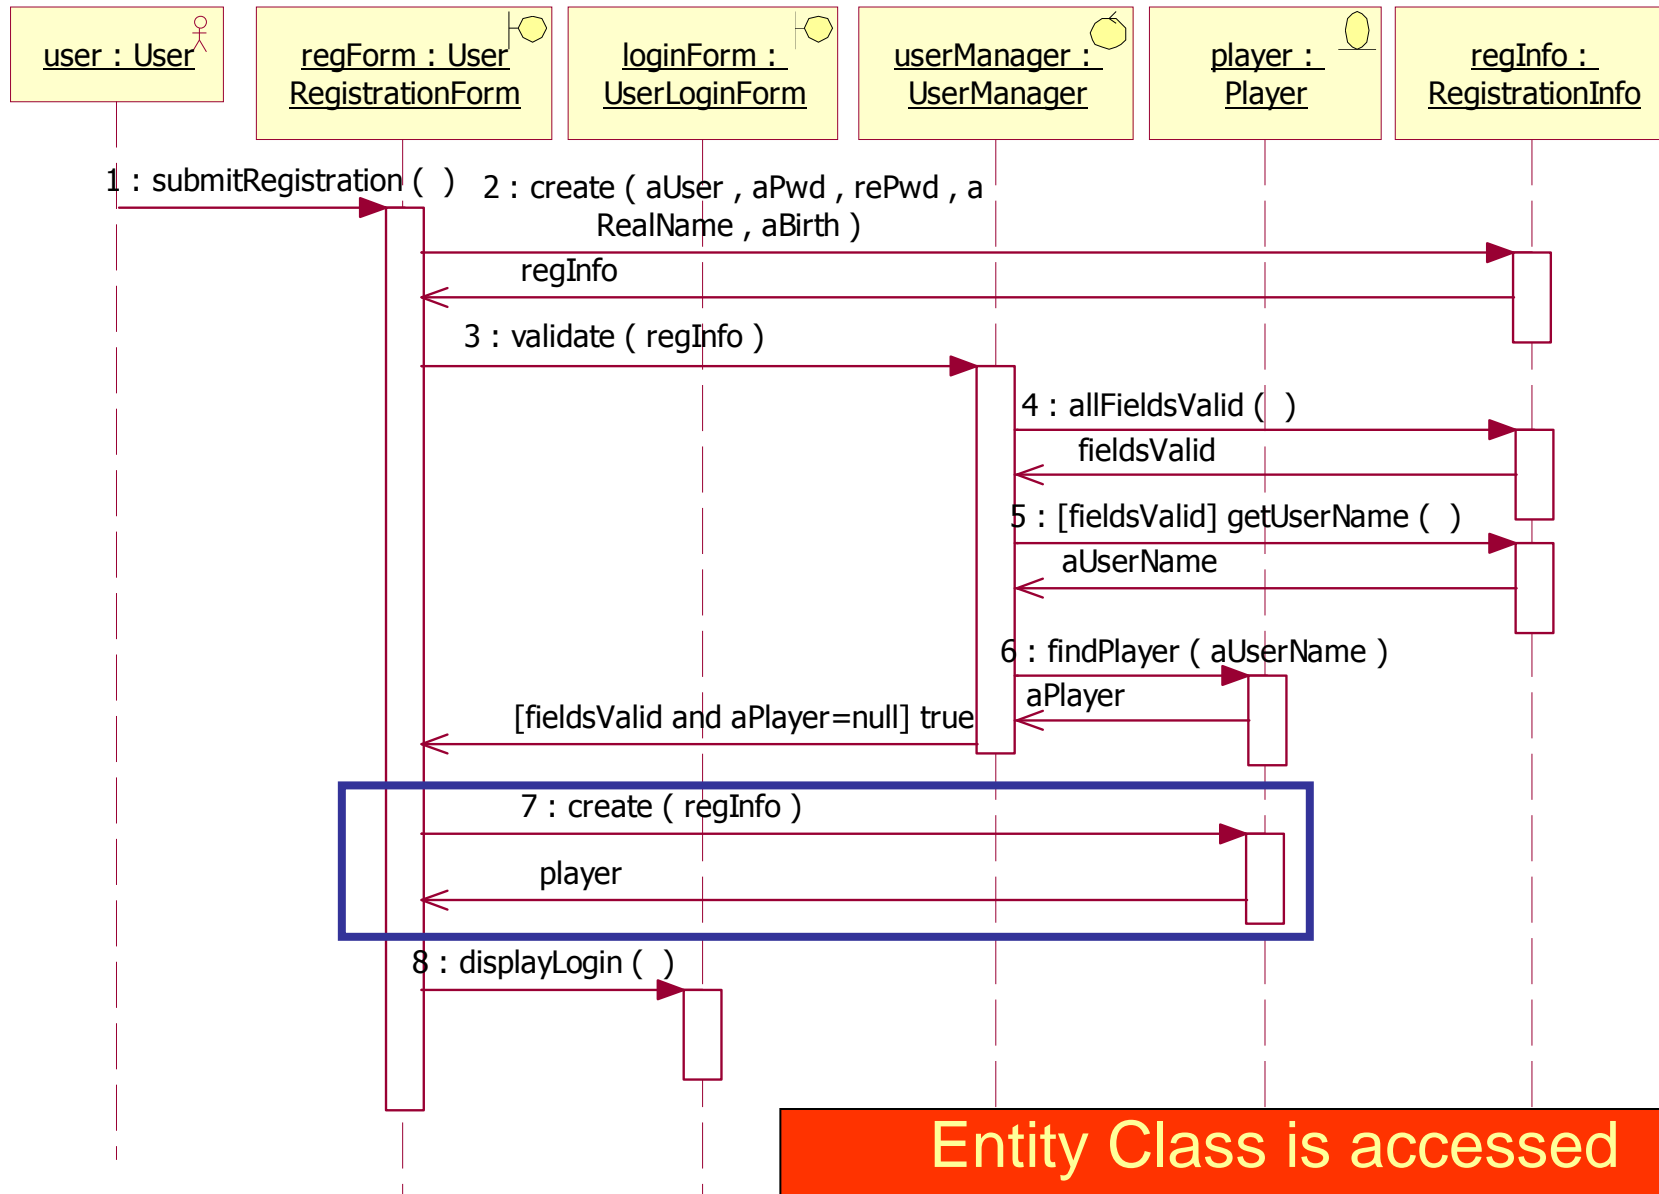 user : User
regForm : User
RegistrationForm
loginForm :
UserLoginForm
userManager :
UserManager
player :
Player
regInfo :
RegistrationInfo
1 : submitRegistration ( )
2 : create ( aUser , aPwd , rePwd , a
RealName , aBirth )
regInfo
3 : validate ( regInfo )
4 : allFieldsValid ( )
fieldsValid
5 : [fieldsValid] getUserName ( )
aUserName
6 : findPlayer ( aUserName )
aPlayer
[fieldsValid and aPlayer=null] true
7 : create ( regInfo )
player
8 : displayLogin ( )
Entity Class is accessed